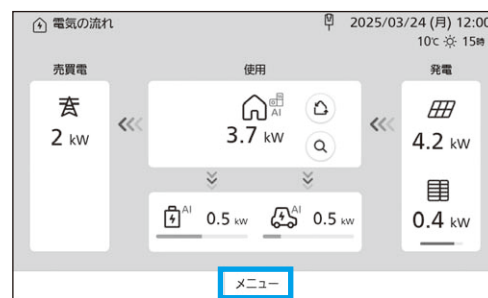 電気の流れ
2025/03/24 (月) 12:00
10℃ 15時
売買電
使用
発電
2 kW
AI
3.7 kW
4.2 kW
AI 0.5 kW
AI 0.5 kW
0.4 kW
メニュー